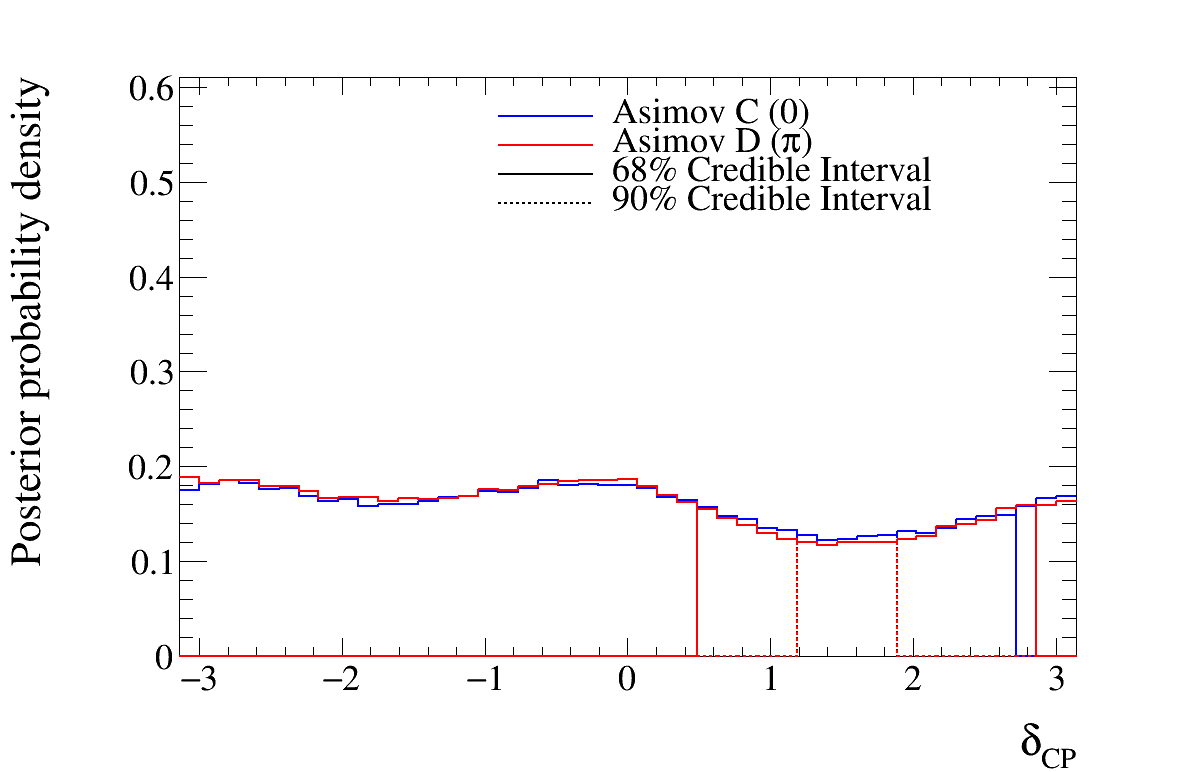 Posterior probability density
0.6
0.5
0.4
0.3
0.2
0.1
0
Asimov C (0)
Asimov D (π)
68% Credible Interval
90% Credible Interval
−3 −2 −1 0 1 2 3
δCP